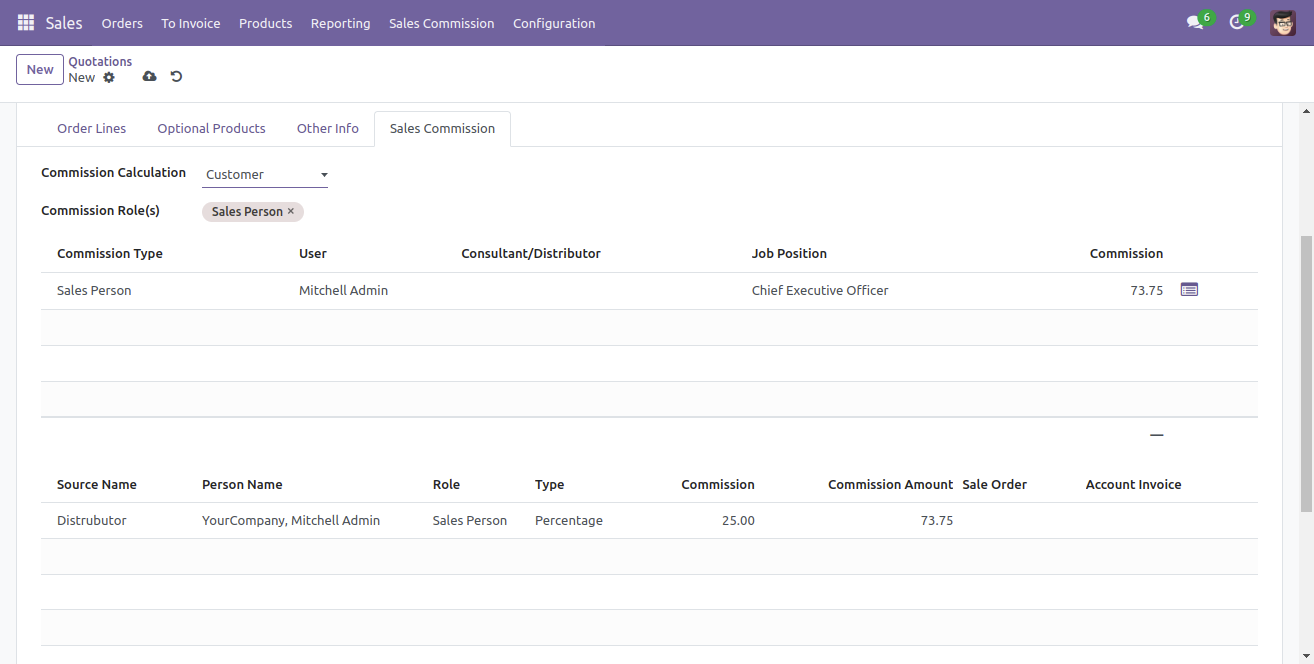 Sales Orders To Invoice Products Reporting Sales Commission Configuration 6 9
New Quotations
New
Order Lines Optional Products Other Info Sales Commission
Commission Calculation Customer
Commission Role(s) Sales Person ×
Commission Type User Consultant/Distributor Job Position Commission
Sales Person Mitchell Admin Chief Executive Officer 73.75
—
Source Name Person Name Role Type Commission Commission Amount Sale Order Account Invoice
Distrubutor YourCompany, Mitchell Admin Sales Person Percentage 25.00 73.75